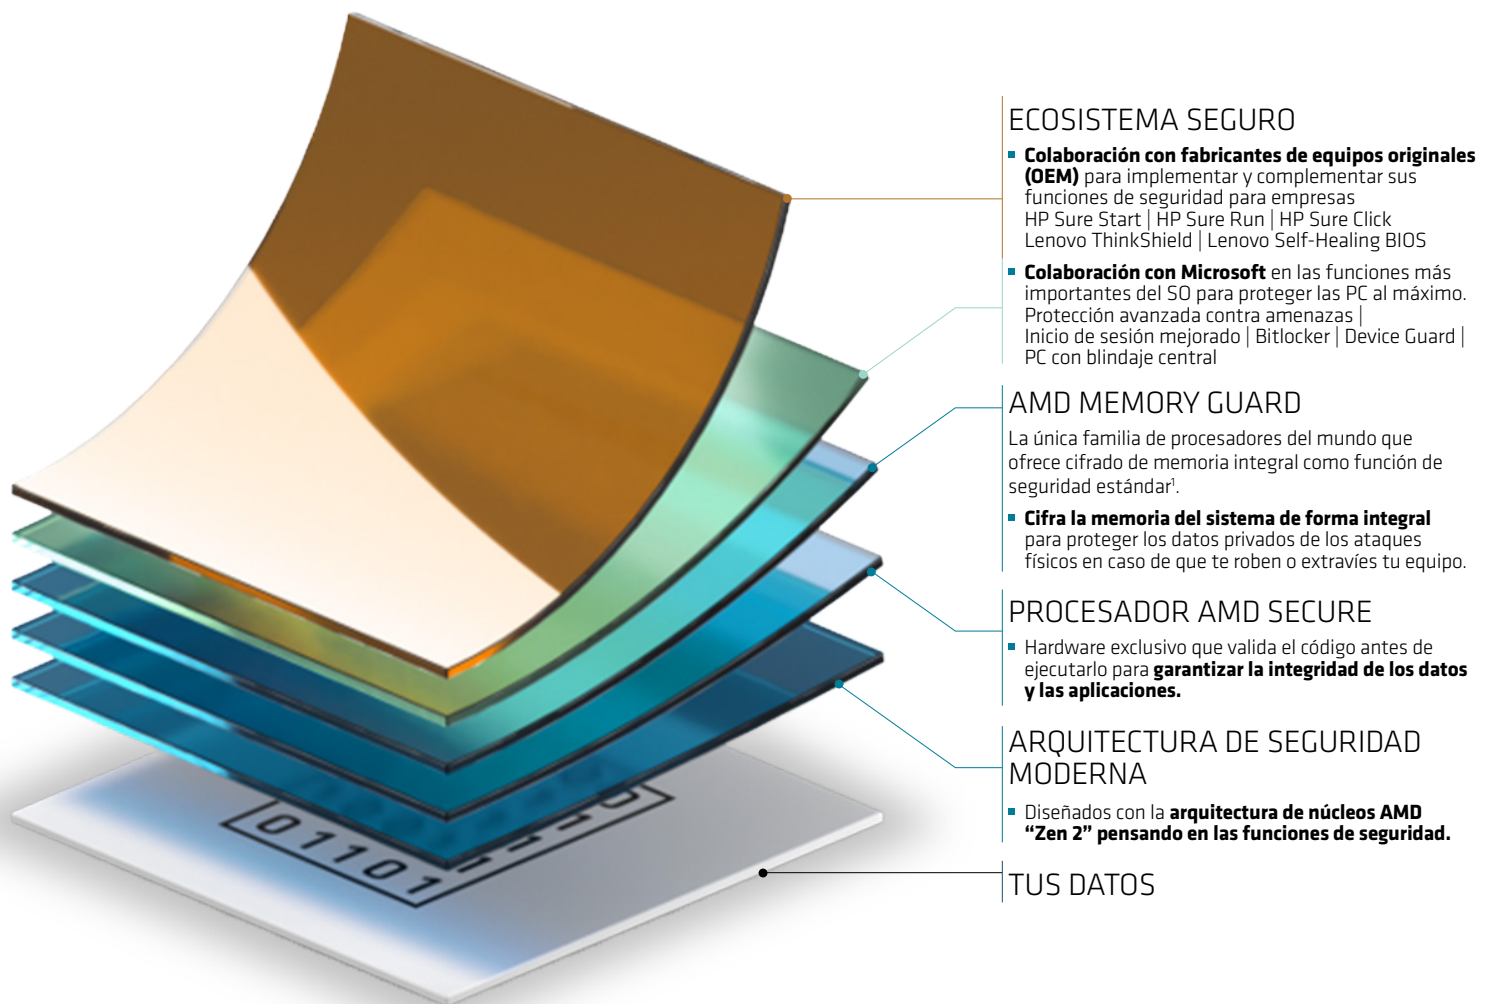 ECOSISTEMA SEGURO
▪ Colaboración con fabricantes de equipos originales
(OEM) para implementar y complementar sus
funciones de seguridad para empresas
HP Sure Start | HP Sure Run | HP Sure Click
Lenovo ThinkShield | Lenovo Self-Healing BIOS
▪ Colaboración con Microsoft en las funciones más
importantes del SO para proteger las PC al máximo.
Protección avanzada contra amenazas |
Inicio de sesión mejorado | Bitlocker | Device Guard |
PC con blindaje central
AMD MEMORY GUARD
La única familia de procesadores del mundo que
ofrece cifrado de memoria integral como función de
seguridad estándar¹.
▪ Cifra la memoria del sistema de forma integral
para proteger los datos privados de los ataques
físicos en caso de que te roben o extravíes tu equipo.
PROCESADOR AMD SECURE
▪ Hardware exclusivo que valida el código antes de
ejecutarlo para garantizar la integridad de los datos
y las aplicaciones.
ARQUITECTURA DE SEGURIDAD
MODERNA
▪ Diseñados con la arquitectura de núcleos AMD
“Zen 2” pensando en las funciones de seguridad.
TUS DATOS
01101